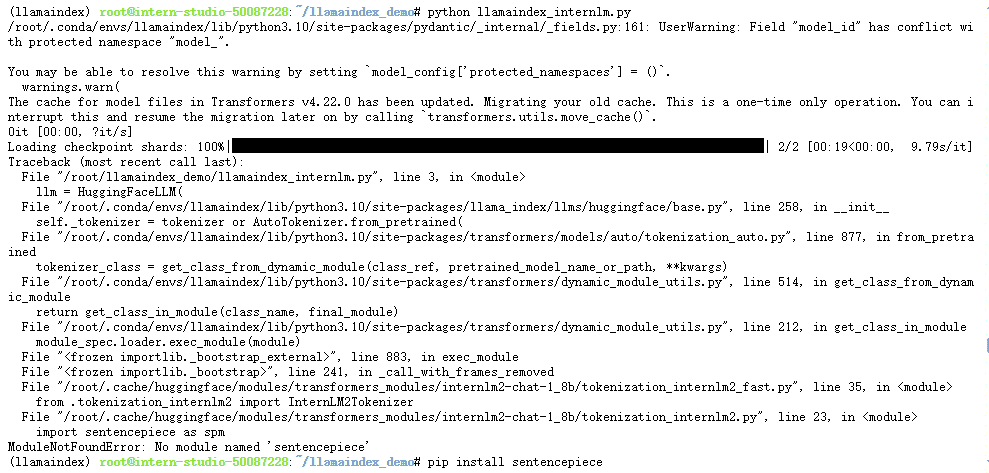 (llamaindex) root@intern-studio-50087228:~/llamaindex_demo# python llamaindex_internlm.py
/root/.conda/envs/llamaindex/lib/python3.10/site-packages/pydantic/_internal/_fields.py:161: UserWarning: Field "model_id" has conflict wi
th protected namespace "model_".
You may be able to resolve this warning by setting `model_config['protected_namespaces'] = ()`.
  warnings.warn(
The cache for model files in Transformers v4.22.0 has been updated. Migrating your old cache. This is a one-time only operation. You can i
nterrupt this and resume the migration later on by calling `transformers.utils.move_cache()`.
0it [00:00, ?it/s]
Loading checkpoint shards: 100%|██████████| 2/2 [00:19<00:00,  9.79s/it]
Traceback (most recent call last):
  File "/root/llamaindex_demo/llamaindex_internlm.py", line 3, in <module>
    llm = HuggingFaceLLM(
  File "/root/.conda/envs/llamaindex/lib/python3.10/site-packages/llama_index/llms/huggingface/base.py", line 258, in __init__
    self._tokenizer = tokenizer or AutoTokenizer.from_pretrained(
  File "/root/.conda/envs/llamaindex/lib/python3.10/site-packages/transformers/models/auto/tokenization_auto.py", line 877, in from_pretra
ined
    tokenizer_class = get_class_from_dynamic_module(class_ref, pretrained_model_name_or_path, **kwargs)
  File "/root/.conda/envs/llamaindex/lib/python3.10/site-packages/transformers/dynamic_module_utils.py", line 514, in get_class_from_dynam
ic_module
    return get_class_in_module(class_name, final_module)
  File "/root/.conda/envs/llamaindex/lib/python3.10/site-packages/transformers/dynamic_module_utils.py", line 212, in get_class_in_module
    module_spec.loader.exec_module(module)
  File "<frozen importlib._bootstrap_external>", line 883, in exec_module
  File "<frozen importlib._bootstrap>", line 241, in _call_with_frames_removed
  File "/root/.cache/huggingface/modules/transformers_modules/internlm2-chat-1_8b/tokenization_internlm2_fast.py", line 35, in <module>
    from .tokenization_internlm2 import InternLM2Tokenizer
  File "/root/.cache/huggingface/modules/transformers_modules/internlm2-chat-1_8b/tokenization_internlm2.py", line 23, in <module>
    import sentencepiece as spm
ModuleNotFoundError: No module named 'sentencepiece'
(llamaindex) root@intern-studio-50087228:~/llamaindex_demo# pip install sentencepiece